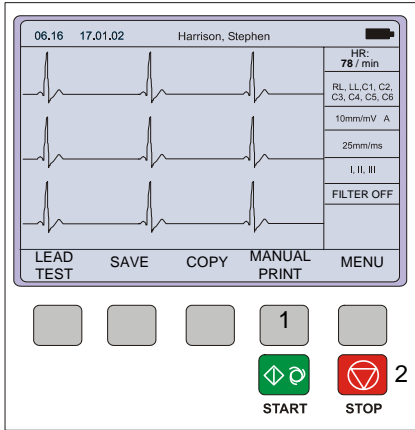 06.16 17.01.02 Harrison, Stephen
HR:
78 / min
RL, LL,C1, C2,
C3, C4, C5, C6
10mm/mV A
25mm/ms
I, II, III
FILTER OFF
LEAD TEST SAVE COPY MANUAL PRINT MENU
1
2
START STOP